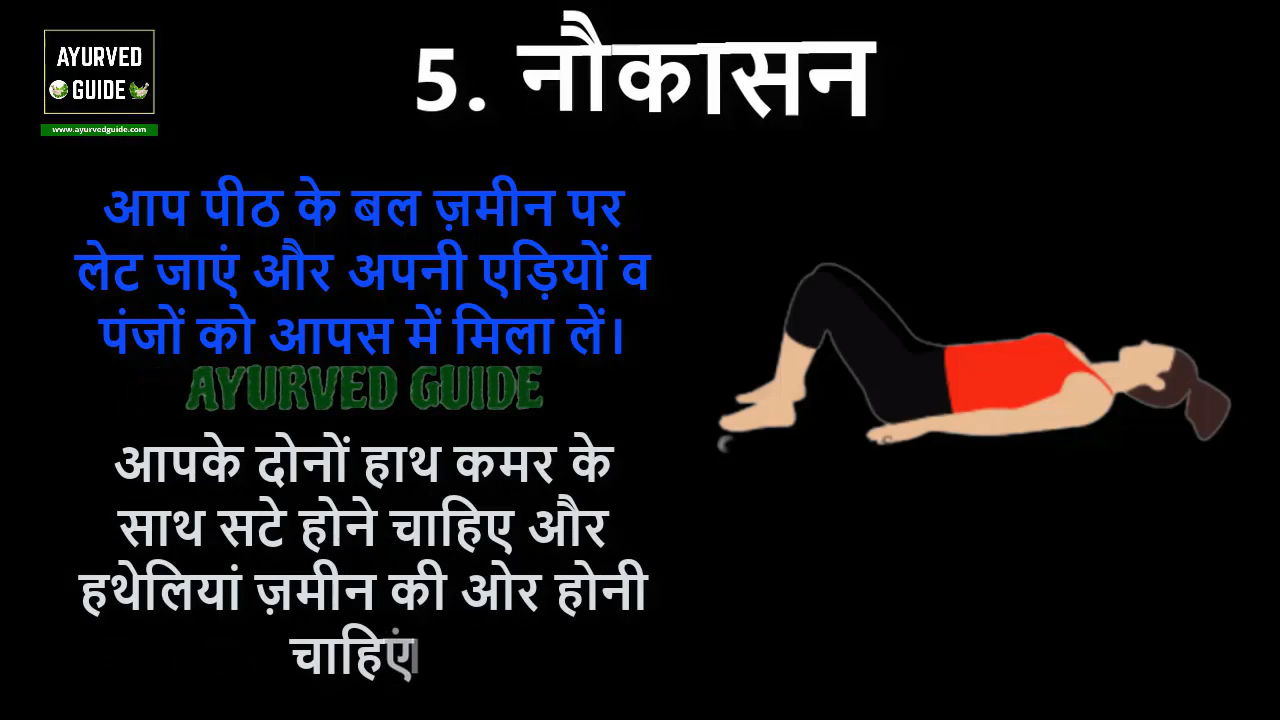 AYURVED
GUIDE
www.ayurvedguide.com
5. नौकासन
आप पीठ के बल ज़मीन पर
लेट जाएं और अपनी एड़ियों व
पंजों को आपस में मिला लें।
AYURVED GUIDE
आपके दोनों हाथ कमर के
साथ सटे होने चाहिए और
हथेलियां ज़मीन की ओर होनी
चाहिएं।